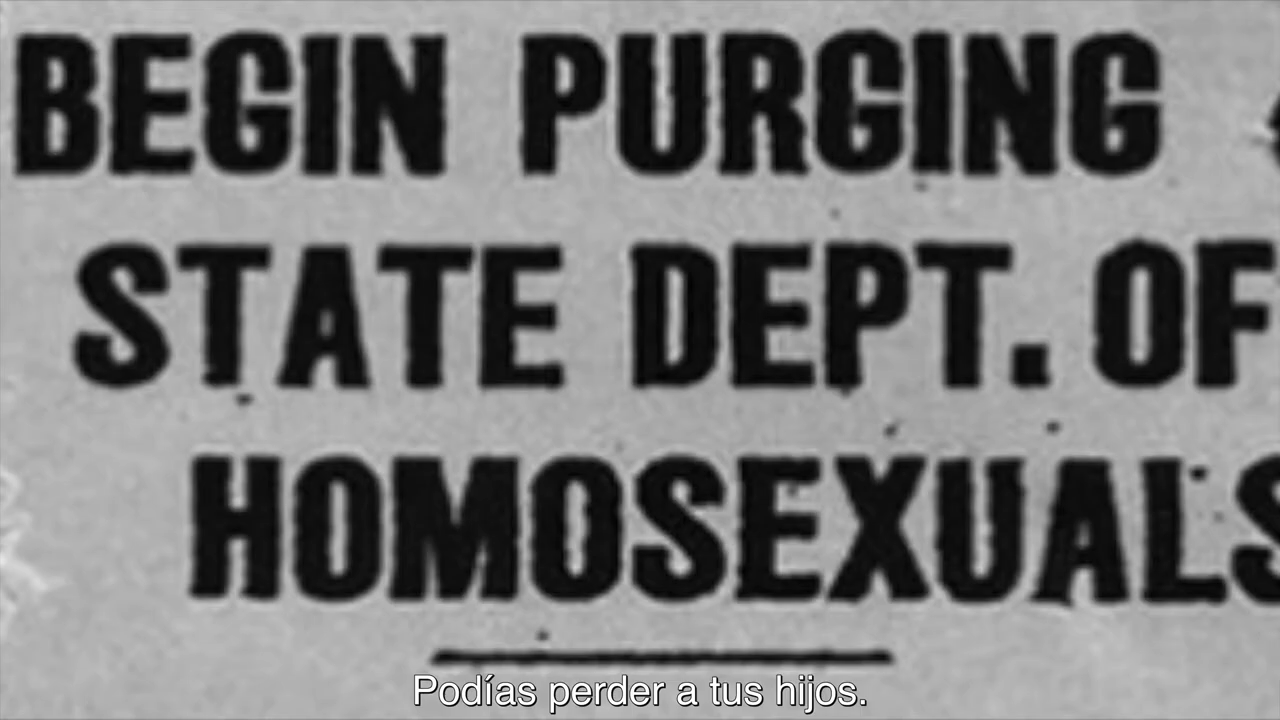 BEGIN PURGING
STATE DEPT. OF
HOMOSEXUALS
Podías perder a tus hijos.